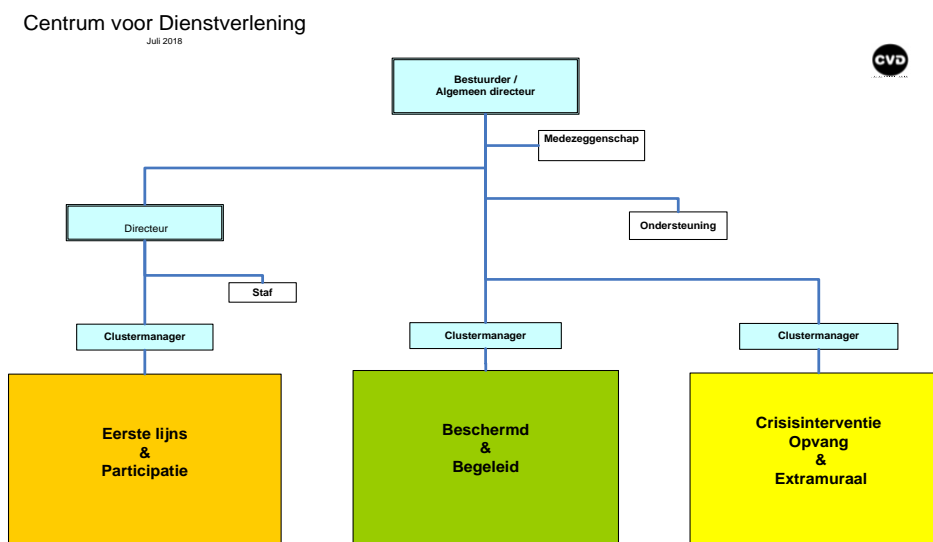 Centrum voor Dienstverlening
Juli 2018
CVD
Bestuurder /
Algemeen directeur
Medezeggenschap
Directeur
Ondersteuning
Staf
Clustermanager
Clustermanager
Clustermanager
Eerste lijns
&
Participatie
Beschermd
&
Begeleid
Crisisinterventie
Opvang
&
Extramuraal